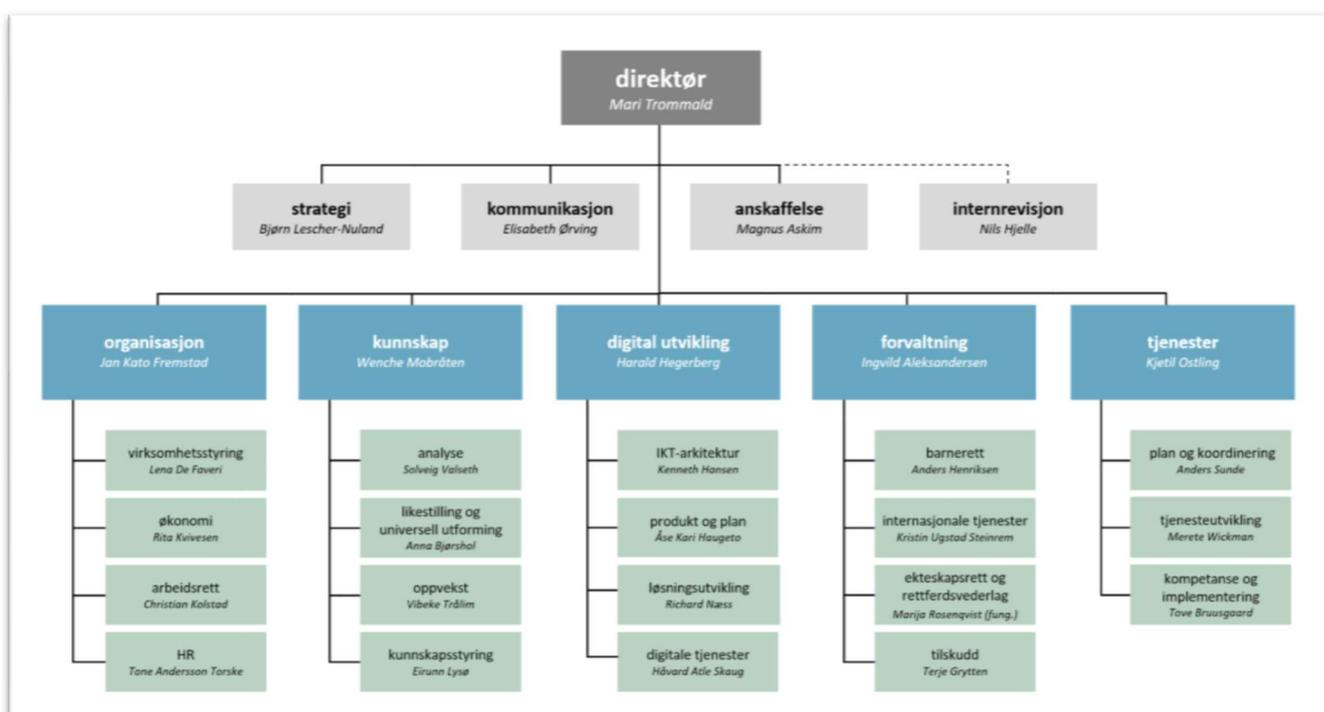 direktør
Mari Trommald
strategi
Bjørn Lescher-Nuland
kommunikasjon
Elisabeth Ørving
anskaffelse
Magnus Askim
internrevisjon
Nils Hjelle
organisasjon
Jan Kato Fremstad
kunnskap
Wenche Mobråten
digital utvikling
Harald Hegerberg
forvaltning
Ingvild Aleksandersen
tjenester
Kjetil Ostling
virksomhetsstyring
Lena De Faveri
økonomi
Rita Kvivesen
arbeidsrett
Christian Kolstad
HR
Tone Andersson Torske
analyse
Solveig Valseth
likestilling og
universell utforming
Anna Bjørshol
oppvekst
Vibeke Trålim
kunnskapsstyring
Eirunn Lysø
IKT-arkitektur
Kenneth Hansen
produkt og plan
Åse Kari Haugeto
løsningsutvikling
Richard Næss
digitale tjenester
Håvard Atle Skaug
barnerett
Anders Henriksen
internasjonale tjenester
Kristin Ugstad Steinrem
ekteskapsrett og
rettferdsvederlag
Marija Rosenqvist (fung.)
tilskudd
Terje Grytten
plan og koordinering
Anders Sunde
tjenesteutvikling
Merete Wickman
kompetanse og
implementering
Tove Bruusgaard